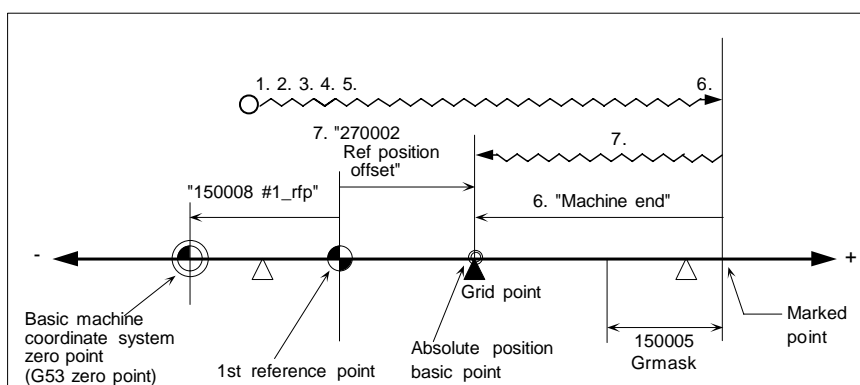 1. 2. 3. 4. 5.
6.
7. "270002
Ref position
offset"
7.
"150008 #1_rfp"
6. "Machine end"
-
+
Grid point
Marked
point
Basic machine
coordinate system
zero point
(G53 zero point)
1st reference point
Absolute position
basic point
150005
Grmask